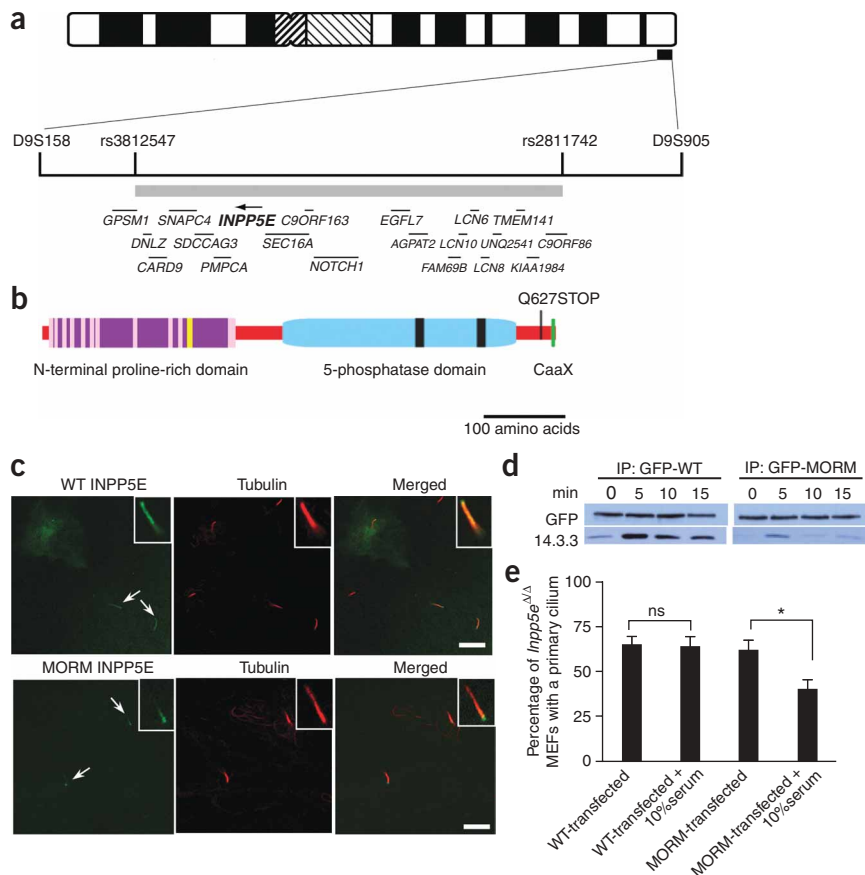 a
D9S158 rs3812547 rs2811742 D9S905
GPSM1 SNAPC4 INPP5E C9ORF163 EGFL7 LCN6 TMEM141
DNLZ SDCCAG3 SEC16A AGPAT2 LCN10 UNQ2541 C9ORF86
CARD9 PMPCA NOTCH1 FAM69B LCN8 KIAA1984
b
Q627STOP
N-terminal proline-rich domain 5-phosphatase domain CaaX
100 amino acids
c
WT INPP5E Tubulin Merged
MORM INPP5E Tubulin Merged
d
IP: GFP-WT IP: GFP-MORM
min 0 5 10 15 0 5 10 15
GFP
14.3.3
e
Percentage of Inpp5eΔ/Δ
MEFs with a primary cilium
100
75
50
25
0
ns
*
WT-transfected
WT-transfected +
10%serum
MORM-transfected
MORM-transfected +
10%serum